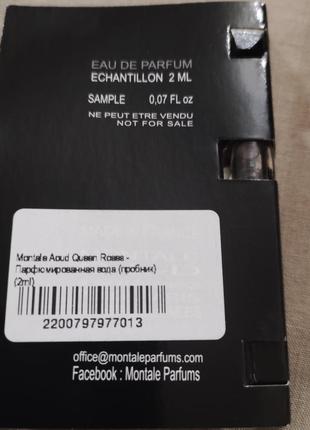 EAU DE PARFUM
ECHANTILLON 2 ML
SAMPLE 0,07 FL oz
NE PEUT ETRE VENDU
NOT FOR SALE
Montale Aoud Queen Roses -
Парфюмированная вода (пробник)
(2ml)
2200797977013
office@montaleparfums.com
Facebook : Montale Parfums